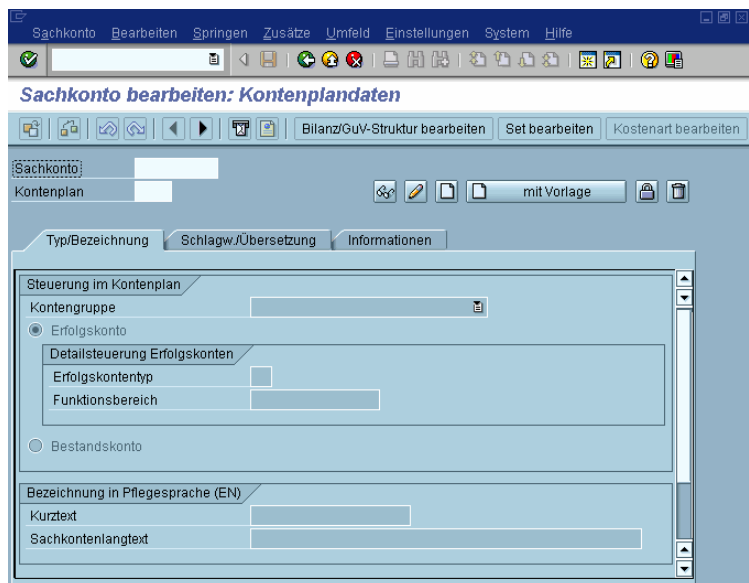 Sachkonto Bearbeiten Springen Zusätze Umfeld Einstellungen System Hilfe
Sachkonto bearbeiten: Kontenplandaten
Bilanz/GuV-Struktur bearbeiten Set bearbeiten Kostenart bearbeiten
Sachkonto
Kontenplan mit Vorlage
Typ/Bezeichnung Schlagw./Übersetzung Informationen
Steuerung im Kontenplan
Kontengruppe
Erfolgskonto
Detailsteuerung Erfolgskonten
Erfolgskontentyp
Funktionsbereich
Bestandskonto
Bezeichnung in Pflegesprache (EN)
Kurztext
Sachkontenlangtext